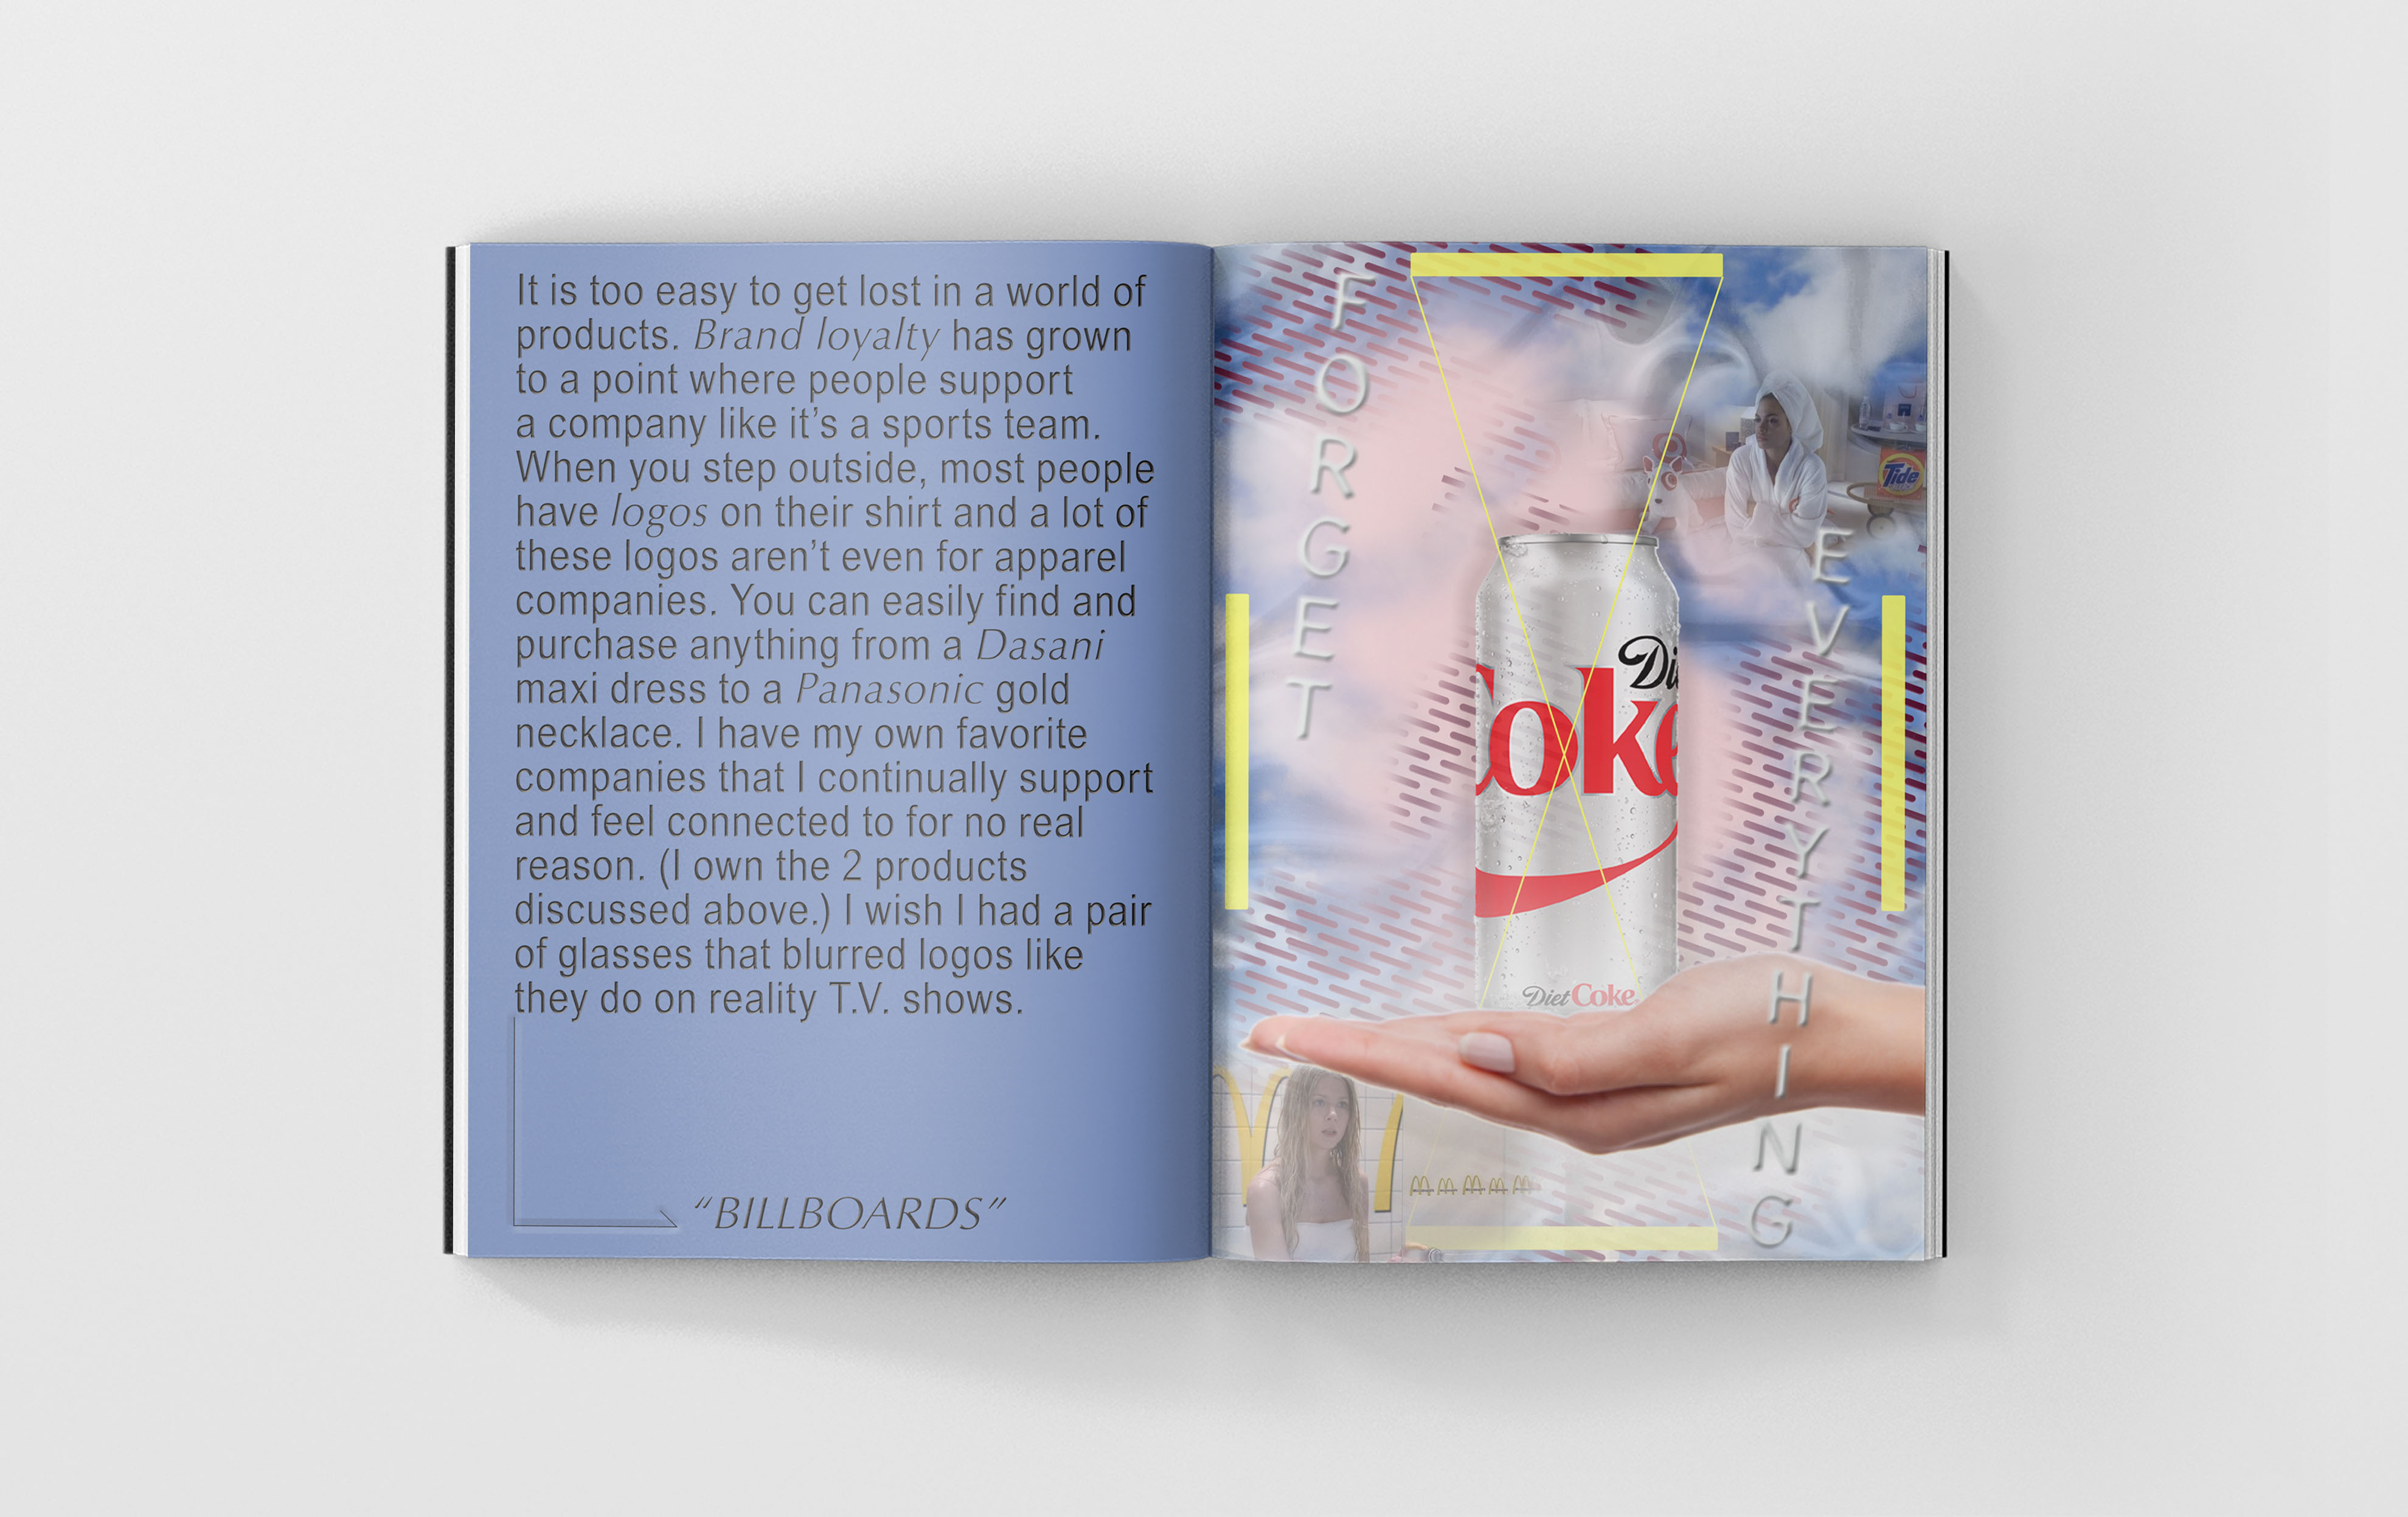 It is too easy to get lost in a world of
products. Brand loyalty has grown
to a point where people support
a company like it’s a sports team.
When you step outside, most people
have logos on their shirt and a lot of
these logos aren’t even for apparel
companies. You can easily find and
purchase anything from a Dasani
maxi dress to a Panasonic gold
necklace. I have my own favorite
companies that I continually support
and feel connected to for no real
reason. (I own the 2 products
discussed above.) I wish I had a pair
of glasses that blurred logos like
they do on reality T.V. shows.
“BILLBOARDS”
FORGET
EVERYTHING
Tide
Di
Coke
Diet Coke